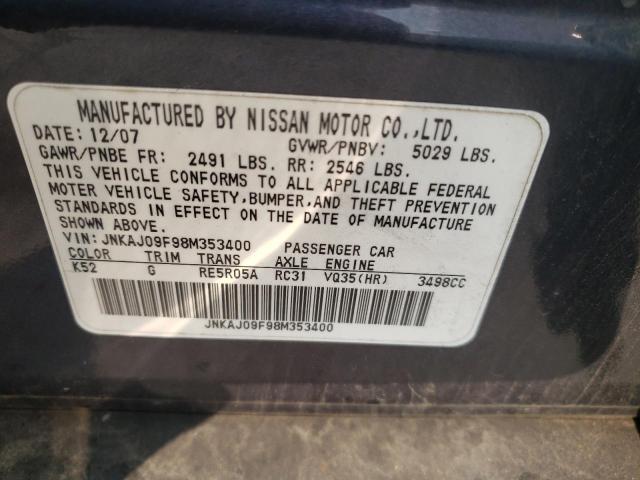 MANUFACTURED BY NISSAN MOTOR CO.,LTD.
DATE: 12/07 GVWR/PNBV: 5029 LBS.
GAWR/PNBE FR: 2491 LBS. RR: 2546 LBS.
THIS VEHICLE CONFORMS TO ALL APPLICABLE FEDERAL
MOTER VEHICLE SAFETY,BUMPER,AND THEFT PREVENTION
STANDARDS IN EFFECT ON THE DATE OF MANUFACTURE
SHOWN ABOVE.
VIN:JNKAJ09F98M353400 PASSENGER CAR
COLOR TRIM TRANS AXLE ENGINE
K52 G RE5R05A RC31 VQ35(HR) 3498CC
JNKAJ09F98M353400